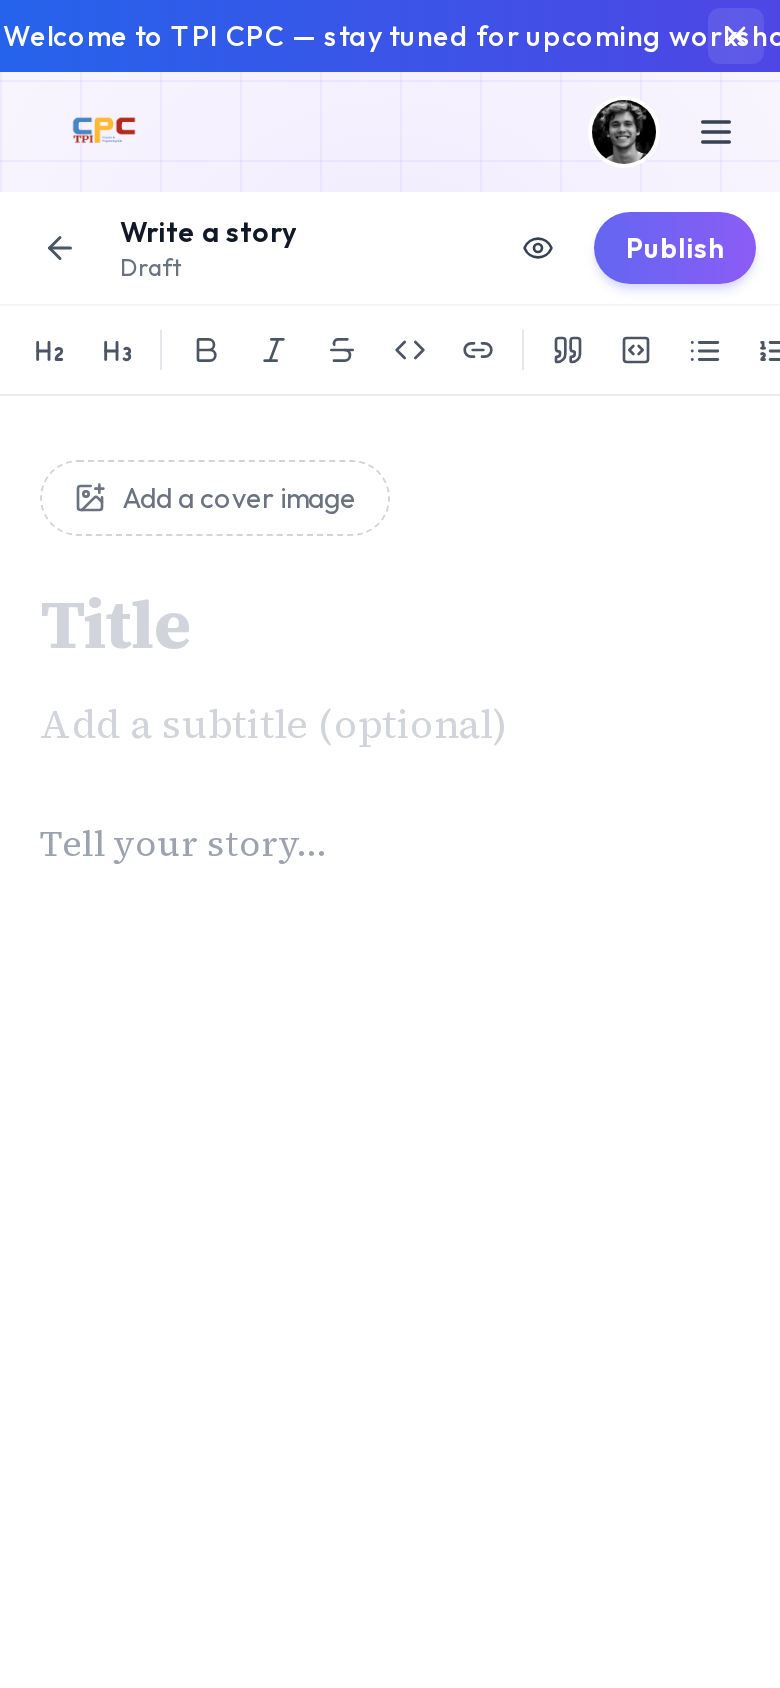 Welcome to TPI CPC — stay tuned for upcoming
CPC
TPI
Write a story
Draft
Publish
H2 H3 B I S
Add a cover image
Title
Add a subtitle (optional)
Tell your story...